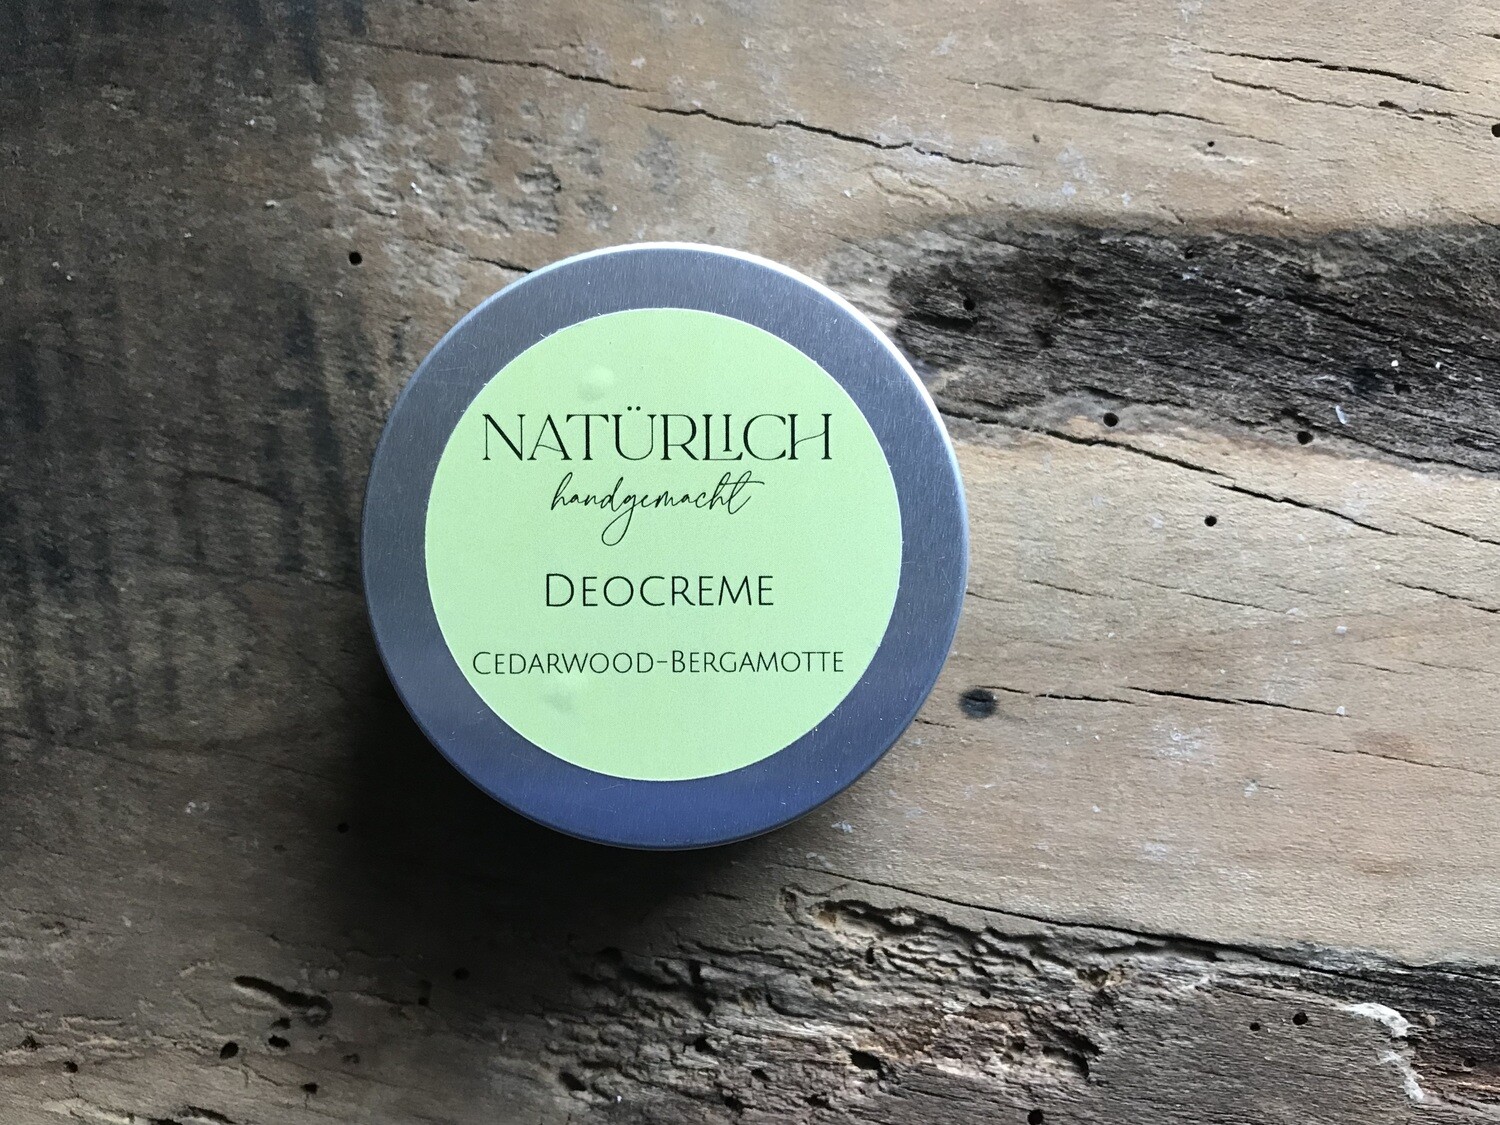 NATÜRLICH
handgemacht
DEOCREME
CEDARWOOD-BERGAMOTTE